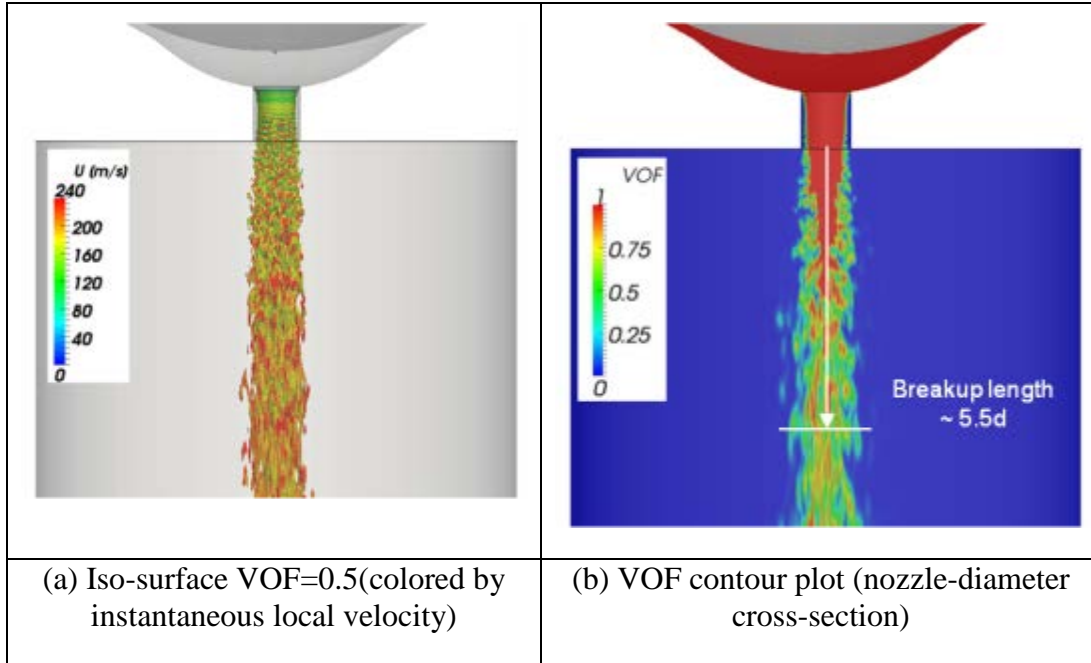 U (m/s)
240
200
160
120
80
40
0
VOF
1
0.75
0.5
0.25
0
Breakup length
~ 5.5d
(a) Iso-surface VOF=0.5(colored by
instantaneous local velocity)
(b) VOF contour plot (nozzle-diameter
cross-section)